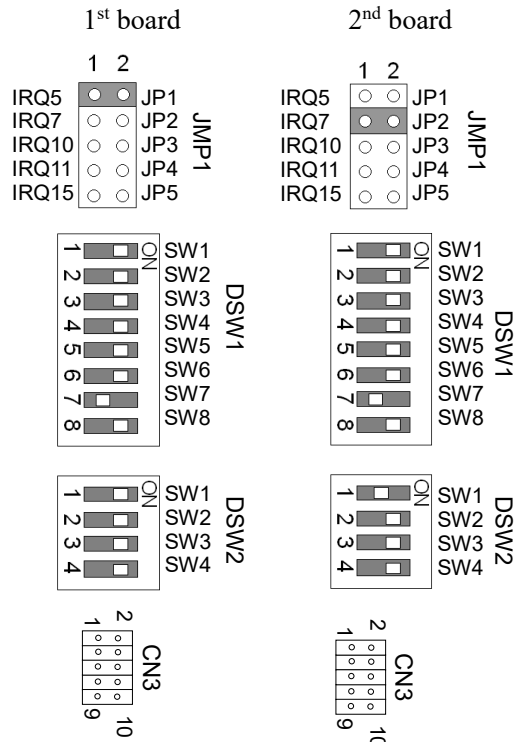 1st board
1 2
IRQ5 JP1
IRQ7 JP2
IRQ10 JP3
IRQ11 JP4
IRQ15 JP5
JMP1
ON
1 SW1
2 SW2
3 SW3
4 SW4
5 SW5
6 SW6
7 SW7
8 SW8
DSW1
ON
1 SW1
2 SW2
3 SW3
4 SW4
DSW2
1 2
CN3
9 10
2nd board
1 2
IRQ5 JP1
IRQ7 JP2
IRQ10 JP3
IRQ11 JP4
IRQ15 JP5
JMP1
ON
1 SW1
2 SW2
3 SW3
4 SW4
5 SW5
6 SW6
7 SW7
8 SW8
DSW1
ON
1 SW1
2 SW2
3 SW3
4 SW4
DSW2
1 2
CN3
9 10